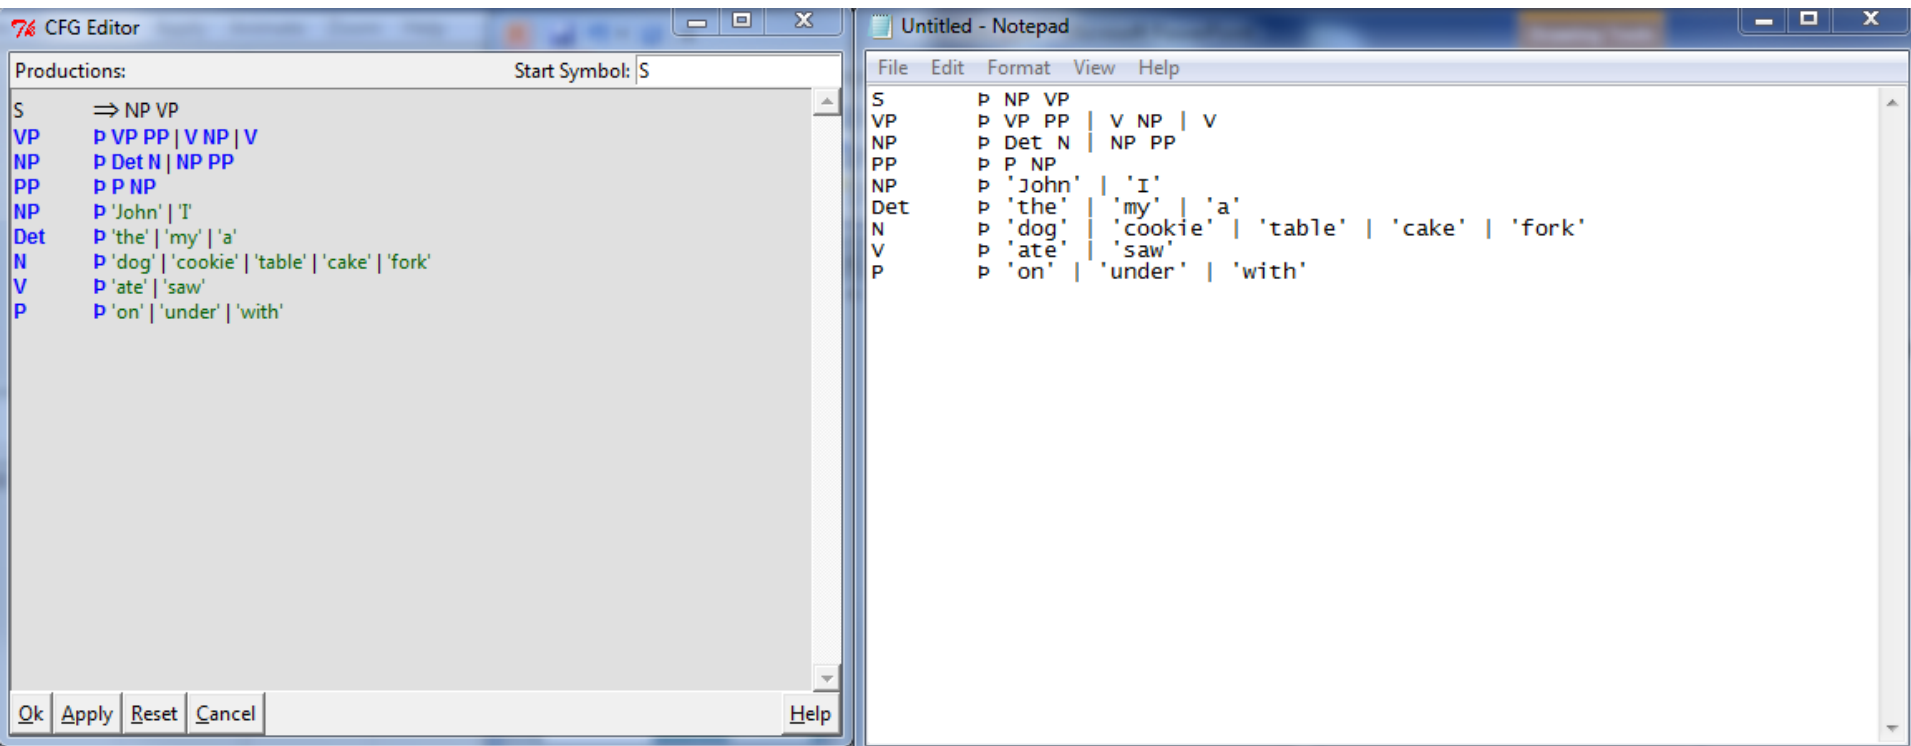 CFG Editor
Productions: Start Symbol: S
S ⇒ NP VP
VP Þ VP PP | V NP | V
NP Þ Det N | NP PP
PP Þ P NP
NP Þ 'John' | 'I'
Det Þ 'the' | 'my' | 'a'
N Þ 'dog' | 'cookie' | 'table' | 'cake' | 'fork'
V Þ 'ate' | 'saw'
P Þ 'on' | 'under' | 'with'
Ok Apply Reset Cancel Help
Untitled - Notepad
File Edit Format View Help
S Þ NP VP
VP Þ VP PP | V NP | V
NP Þ Det N | NP PP
PP Þ P NP
NP Þ 'John' | 'I'
Det Þ 'the' | 'my' | 'a'
N Þ 'dog' | 'cookie' | 'table' | 'cake' | 'fork'
V Þ 'ate' | 'saw'
P Þ 'on' | 'under' | 'with'